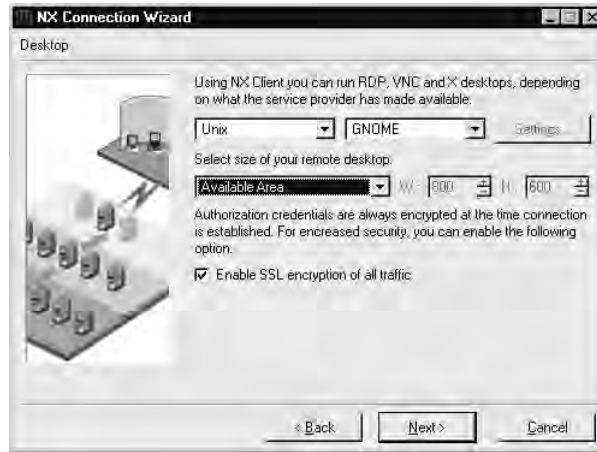 NX Connection Wizard
Desktop
Using NX Client you can run RDP, VNC and X desktops, depending
on what the service provider has made available.
Unix GNOME Settings
Select size of your remote desktop.
Available Area W 800 H 600
Authorization credentials are always encrypted at the time connection
is established. For encreased security, you can enable the following
option.
Enable SSL encryption of all traffic
< Back Next > Cancel